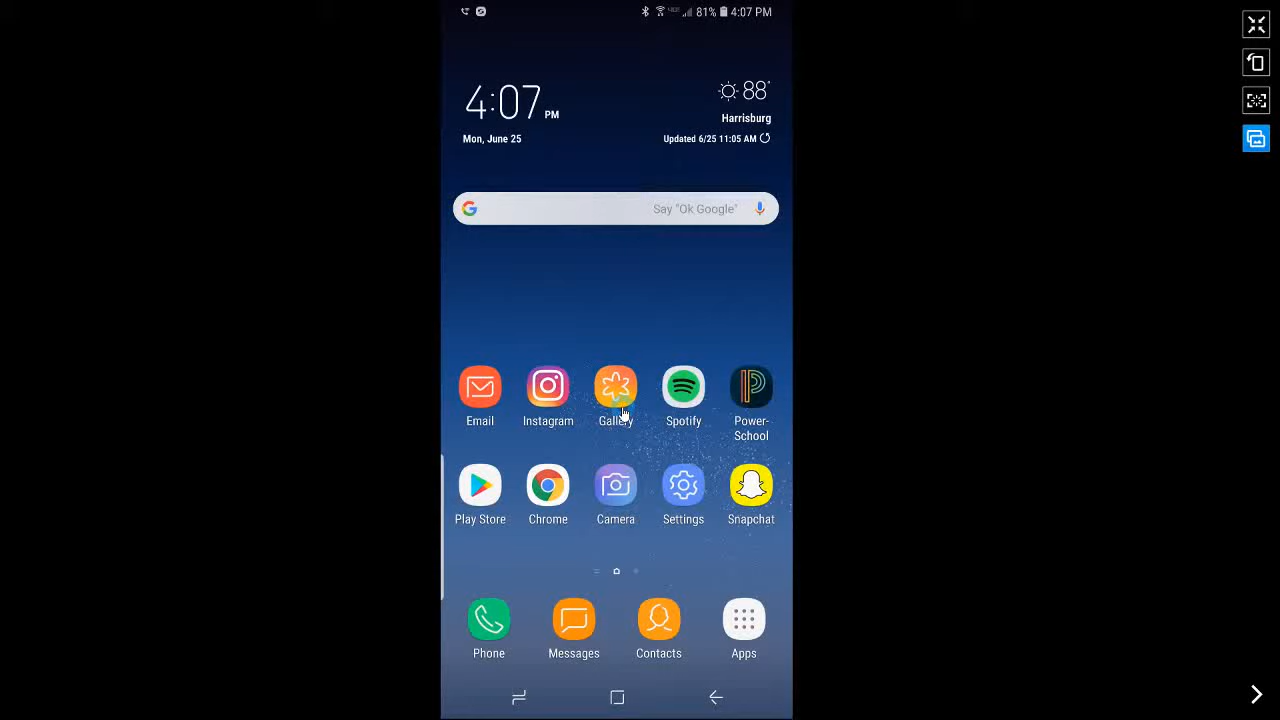 81% 4:07 PM
4:07 PM
88°
Harrisburg
Mon, June 25
Updated 6/25 11:05 AM
Say "Ok Google"
Email Instagram Gallery Spotify Power-
School
Play Store Chrome Camera Settings Snapchat
Phone Messages Contacts Apps